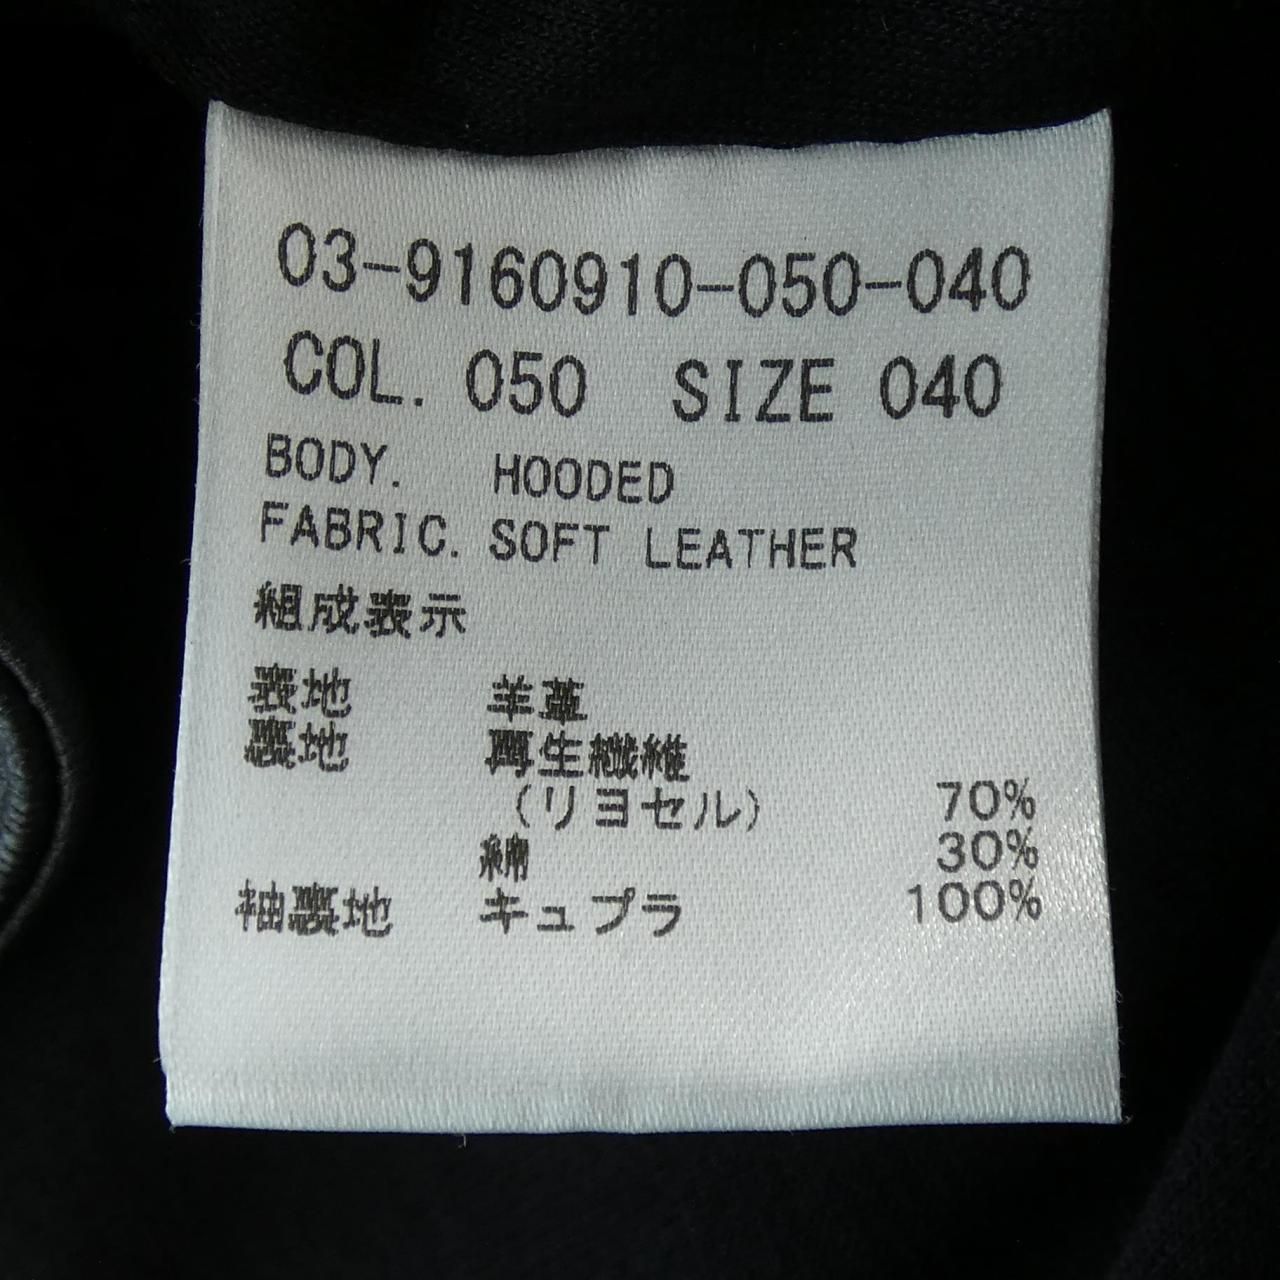 03-9160910-050-040
COL. 050 SIZE 040
BODY. HOODED
FABRIC. SOFT LEATHER
組成表示
表地 羊革
裏地 再生繊維
(リヨセル) 70%
綿 30%
袖裏地 キュプラ 100%